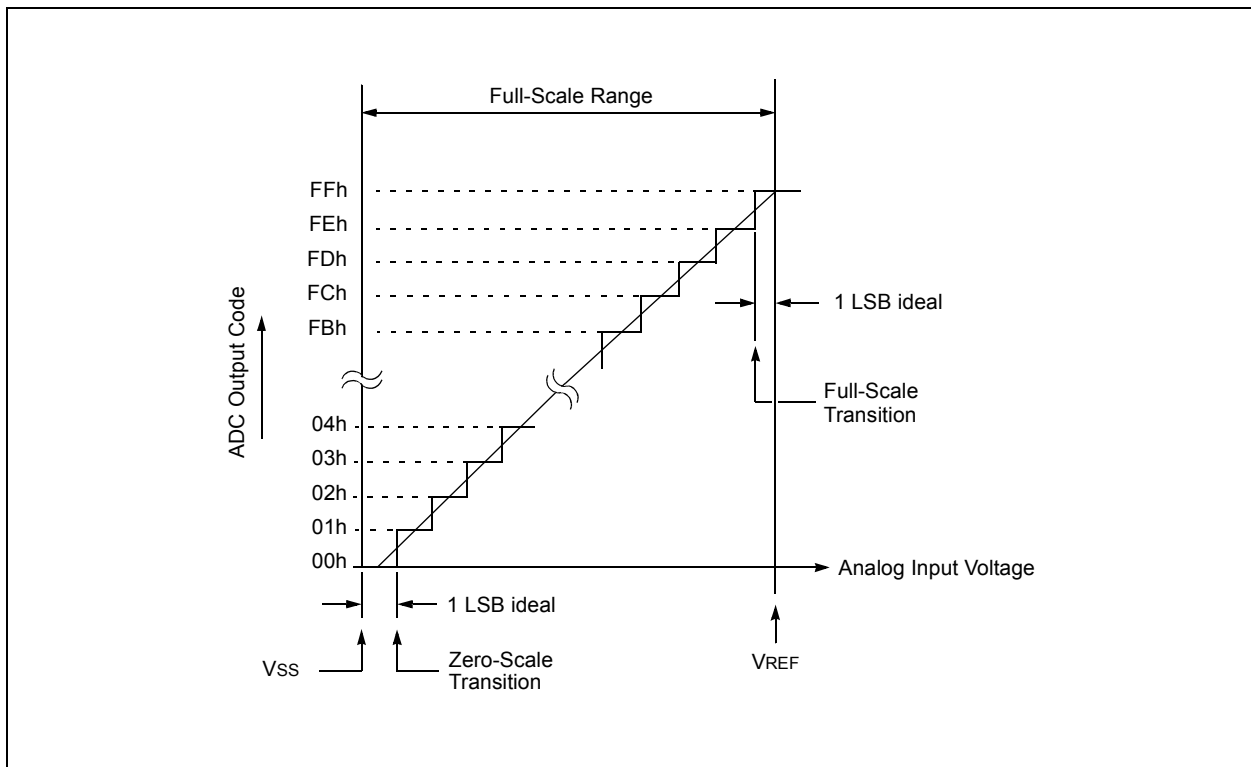 Full-Scale Range
FFh
FEh
FDh
FCh
FBh
1 LSB ideal
ADC Output Code
Full-Scale
Transition
04h
03h
02h
01h
00h
Analog Input Voltage
1 LSB ideal
VSS
Zero-Scale
Transition
VREF